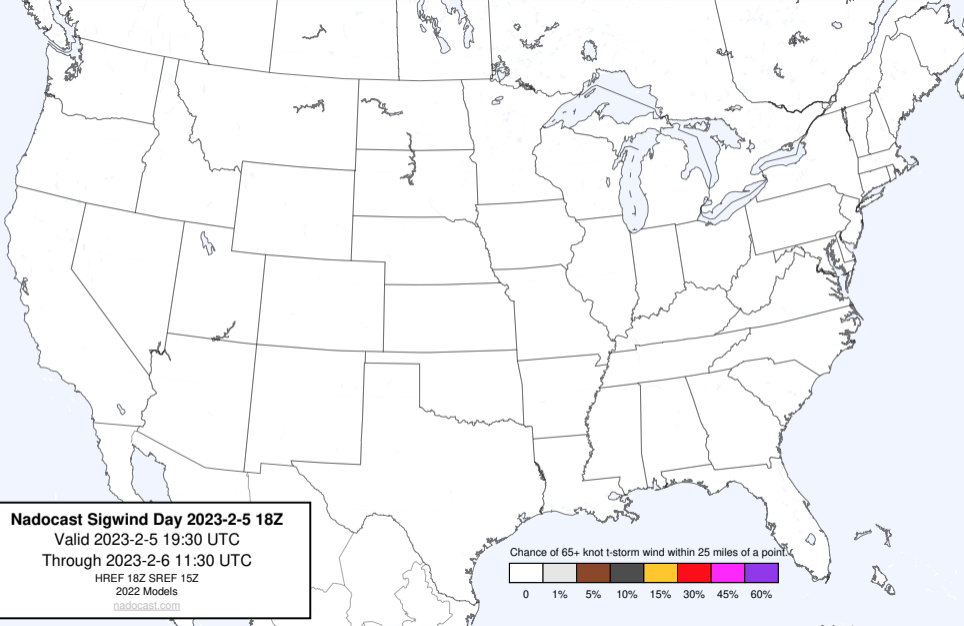 Nadocast Sigwind Day 2023-2-5 18Z
Valid 2023-2-5 19:30 UTC
Through 2023-2-6 11:30 UTC
HREF 18Z SREF 15Z
2022 Models
nadocast.com
Chance of 65+ knot t-storm wind within 25 miles of a point.
0 1% 5% 10% 15% 30% 45% 60%